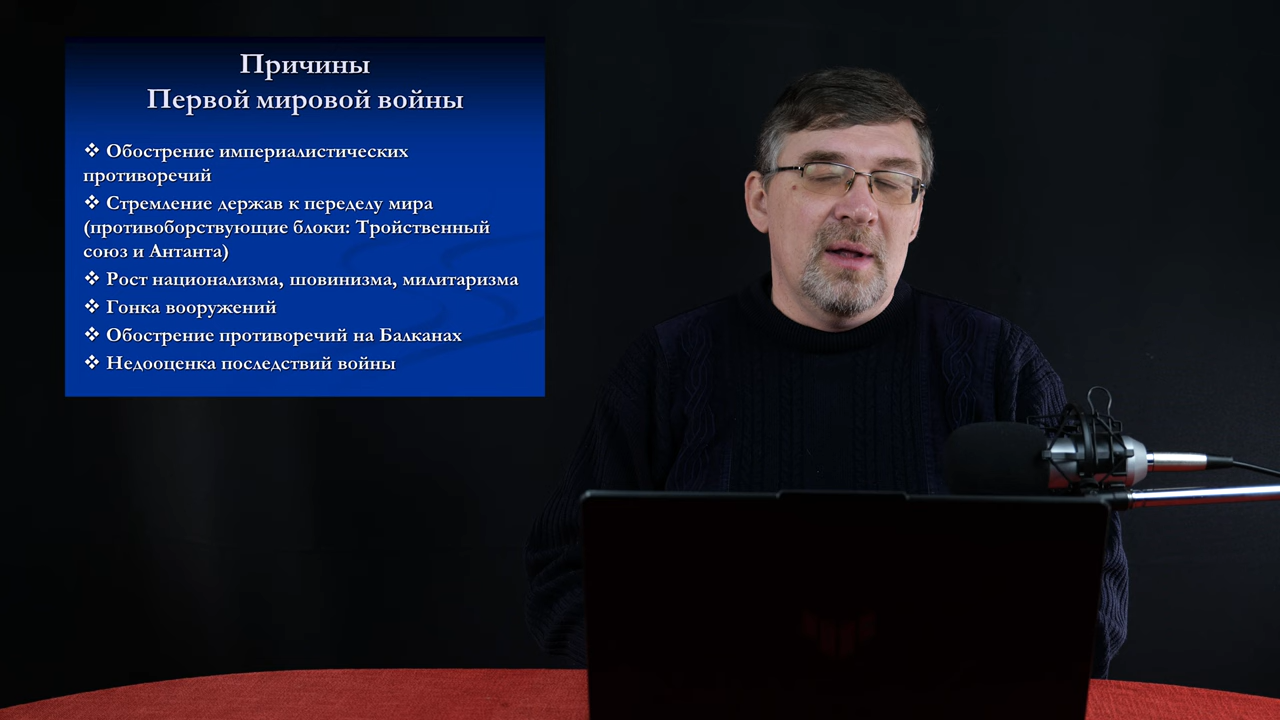 Причины
Первой мировой войны
❖ Обострение империалистических
противоречий
❖ Стремление держав к переделу мира
(противоборствующие блоки: Тройственный
союз и Антанта)
❖ Рост национализма, шовинизма, милитаризма
❖ Гонка вооружений
❖ Обострение противоречий на Балканах
❖ Недооценка последствий войны